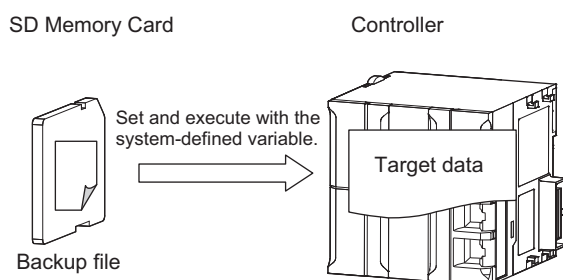 SD Memory Card
Controller
Set and execute with the
system-defined variable.
Target data
Backup file